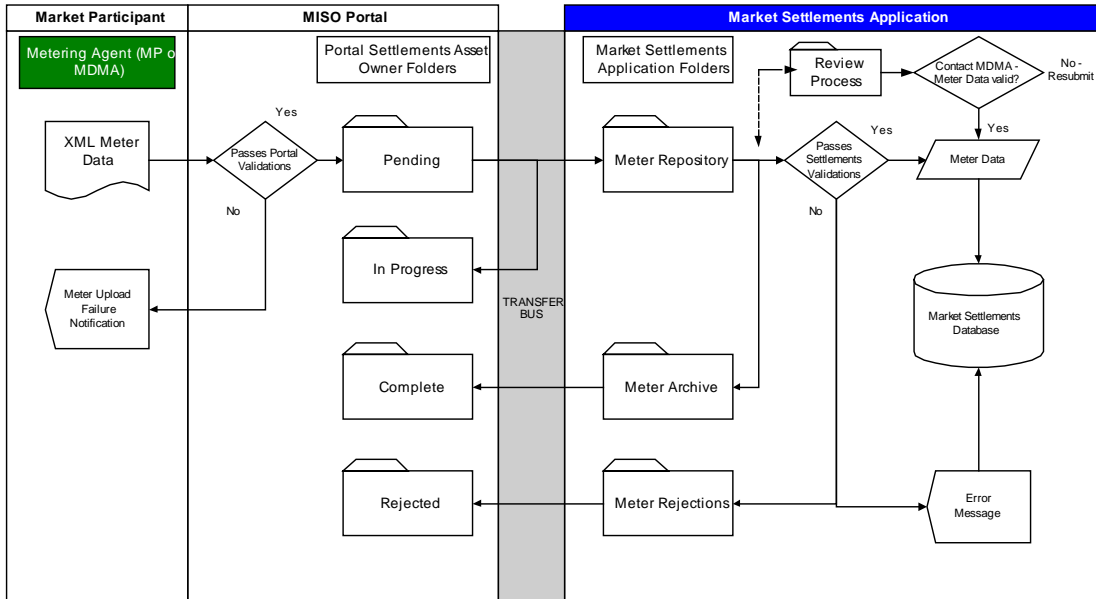 Market Participant
MISO Portal
Market Settlements Application
Metering Agent (MP o
MDMA)
Portal Settlements Asset
Owner Folders
Market Settlements
Application Folders
Review
Process
Contact MDMA -
Meter Data valid?
No -
Resubmit
XML Meter
Data
Yes
Passes Portal
Validations
No
Pending
Meter Repository
Passes
Settlements
Validations
Yes
No
Yes
Meter Data
In Progress
Meter Upload
Failure
Notification
TRANSFER
BUS
Market Settlements
Database
Complete
Meter Archive
Rejected
Meter Rejections
Error
Message